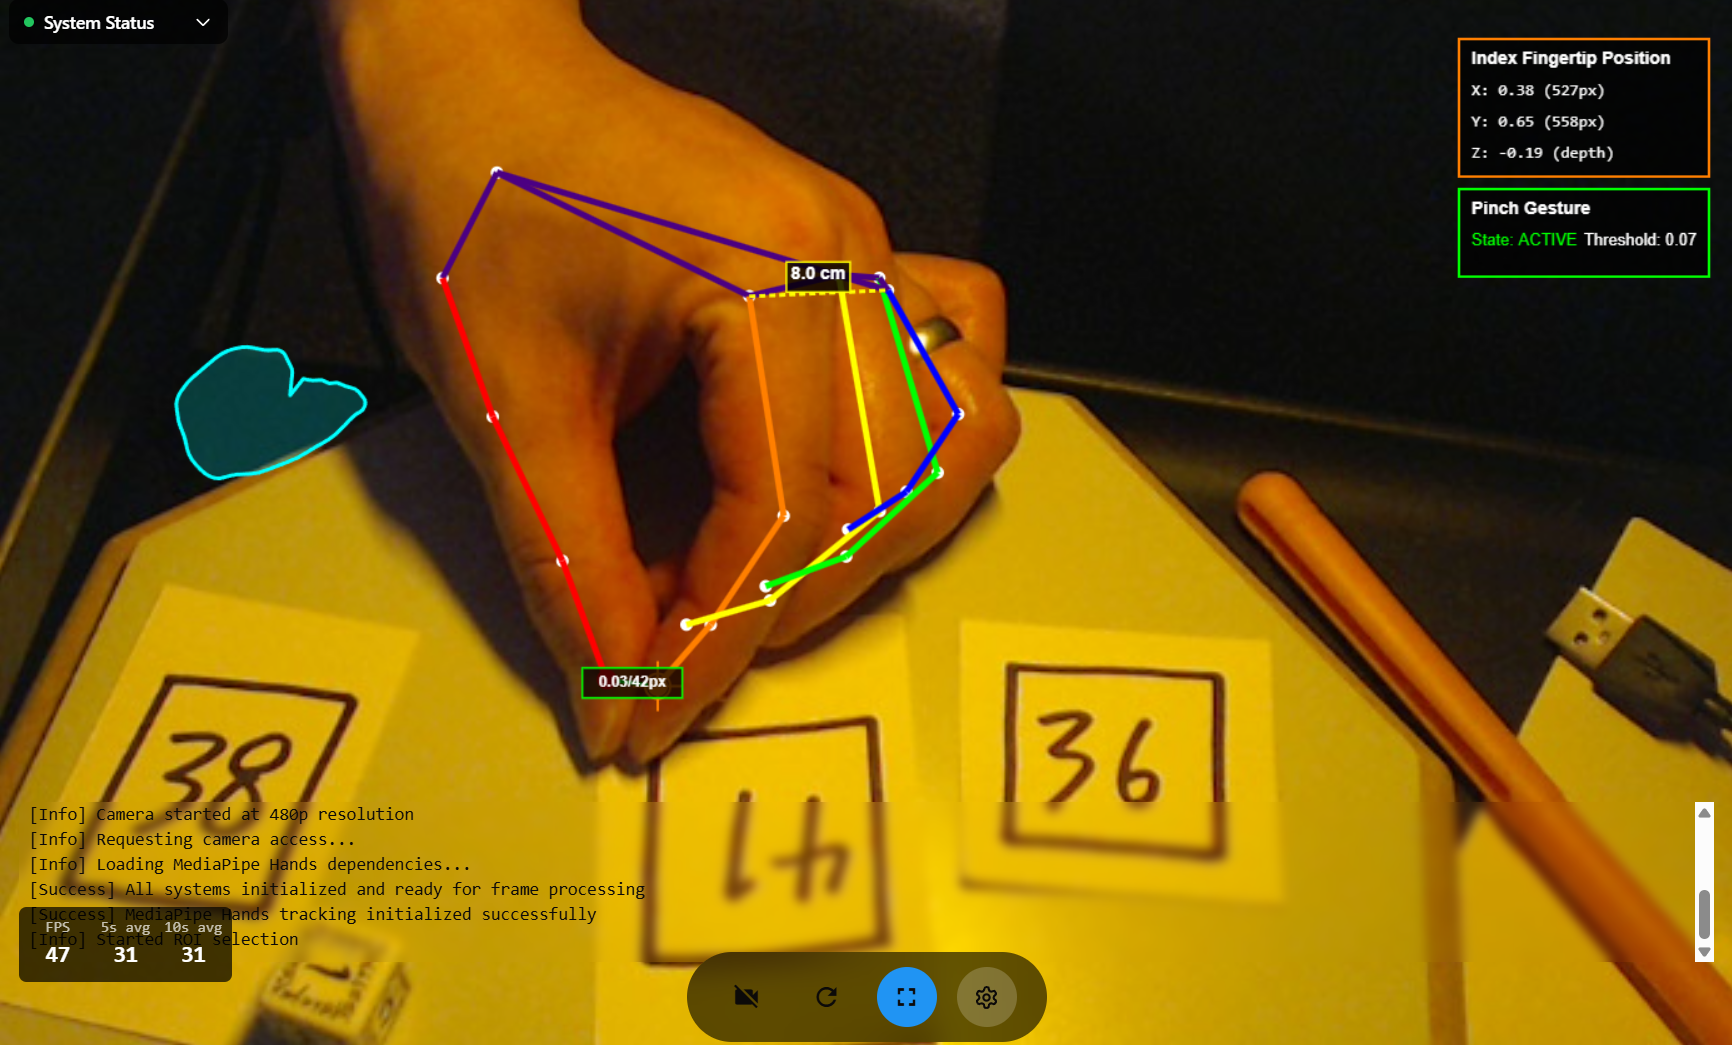 System Status
Index Fingertip Position
X: 0.38 (527px)
Y: 0.65 (558px)
Z: -0.19 (depth)
Pinch Gesture
State: ACTIVE Threshold: 0.07
8.0 cm
0.03/42px
38
41
36
[Info] Camera started at 480p resolution
[Info] Requesting camera access...
[Info] Loading MediaPipe Hands dependencies...
[Success] All systems initialized and ready for frame processing
[Success] MediaPipe Hands tracking initialized successfully
[Info] Started ROI selection
FPS 5s avg 10s avg
47 31 31
1